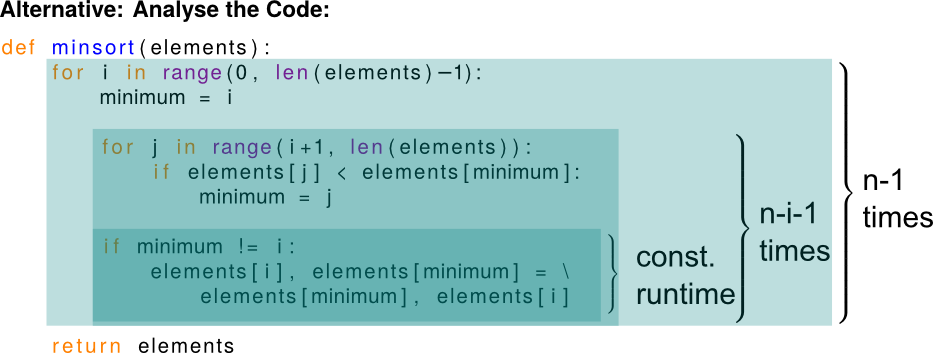 Alternative: Analyse the Code:
def minsort(elements):
for i in range(0, len(elements)−1):
minimum = i
for j in range(i+1, len(elements)):
if elements[j] < elements[minimum]:
minimum = j
if minimum != i:
elements[i], elements[minimum] = \
elements[minimum], elements[i]
return elements
const.
runtime
n-i-1
times
n-1
times